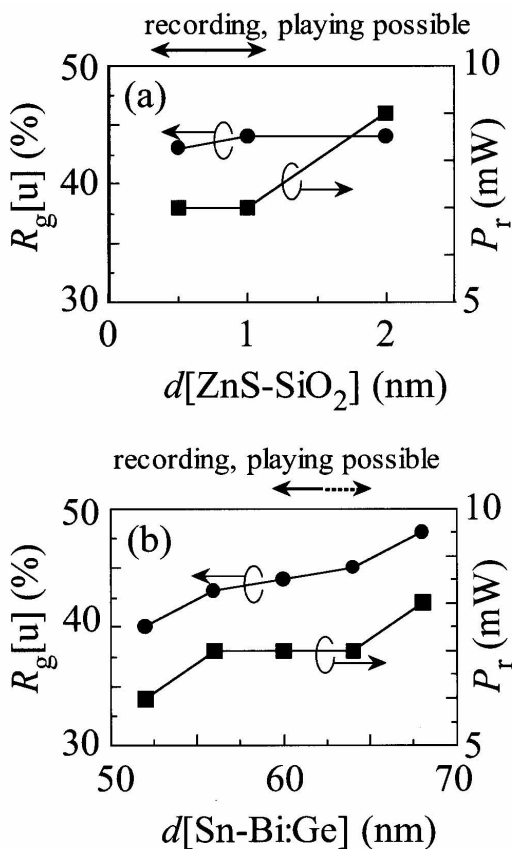 recording, playing possible
50
10
(a)
R_g[u] (%)
40
P_r (mW)
30
5
0
1
2
d[ZnS-SiO₂] (nm)
recording, playing possible
50
10
(b)
R_g[u] (%)
40
P_r (mW)
30
5
50
60
70
d[Sn-Bi:Ge] (nm)